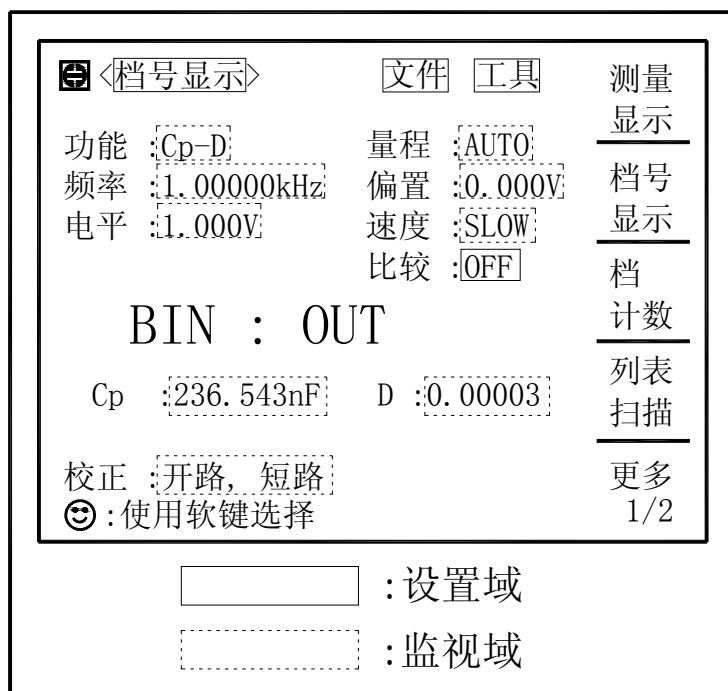 <档号显示> 文件 工具
功能 :Cp-D 量程 :AUTO
频率 :1.00000kHz 偏置 :0.000V
电平 :1.000V 速度 :SLOW
比较 :OFF
BIN : OUT
Cp :236.543nF D :0.00003
校正 :开路, 短路
:使用软键选择
测量
显示
档号
显示
档
计数
列表
扫描
更多
1/2
:设置域
:监视域